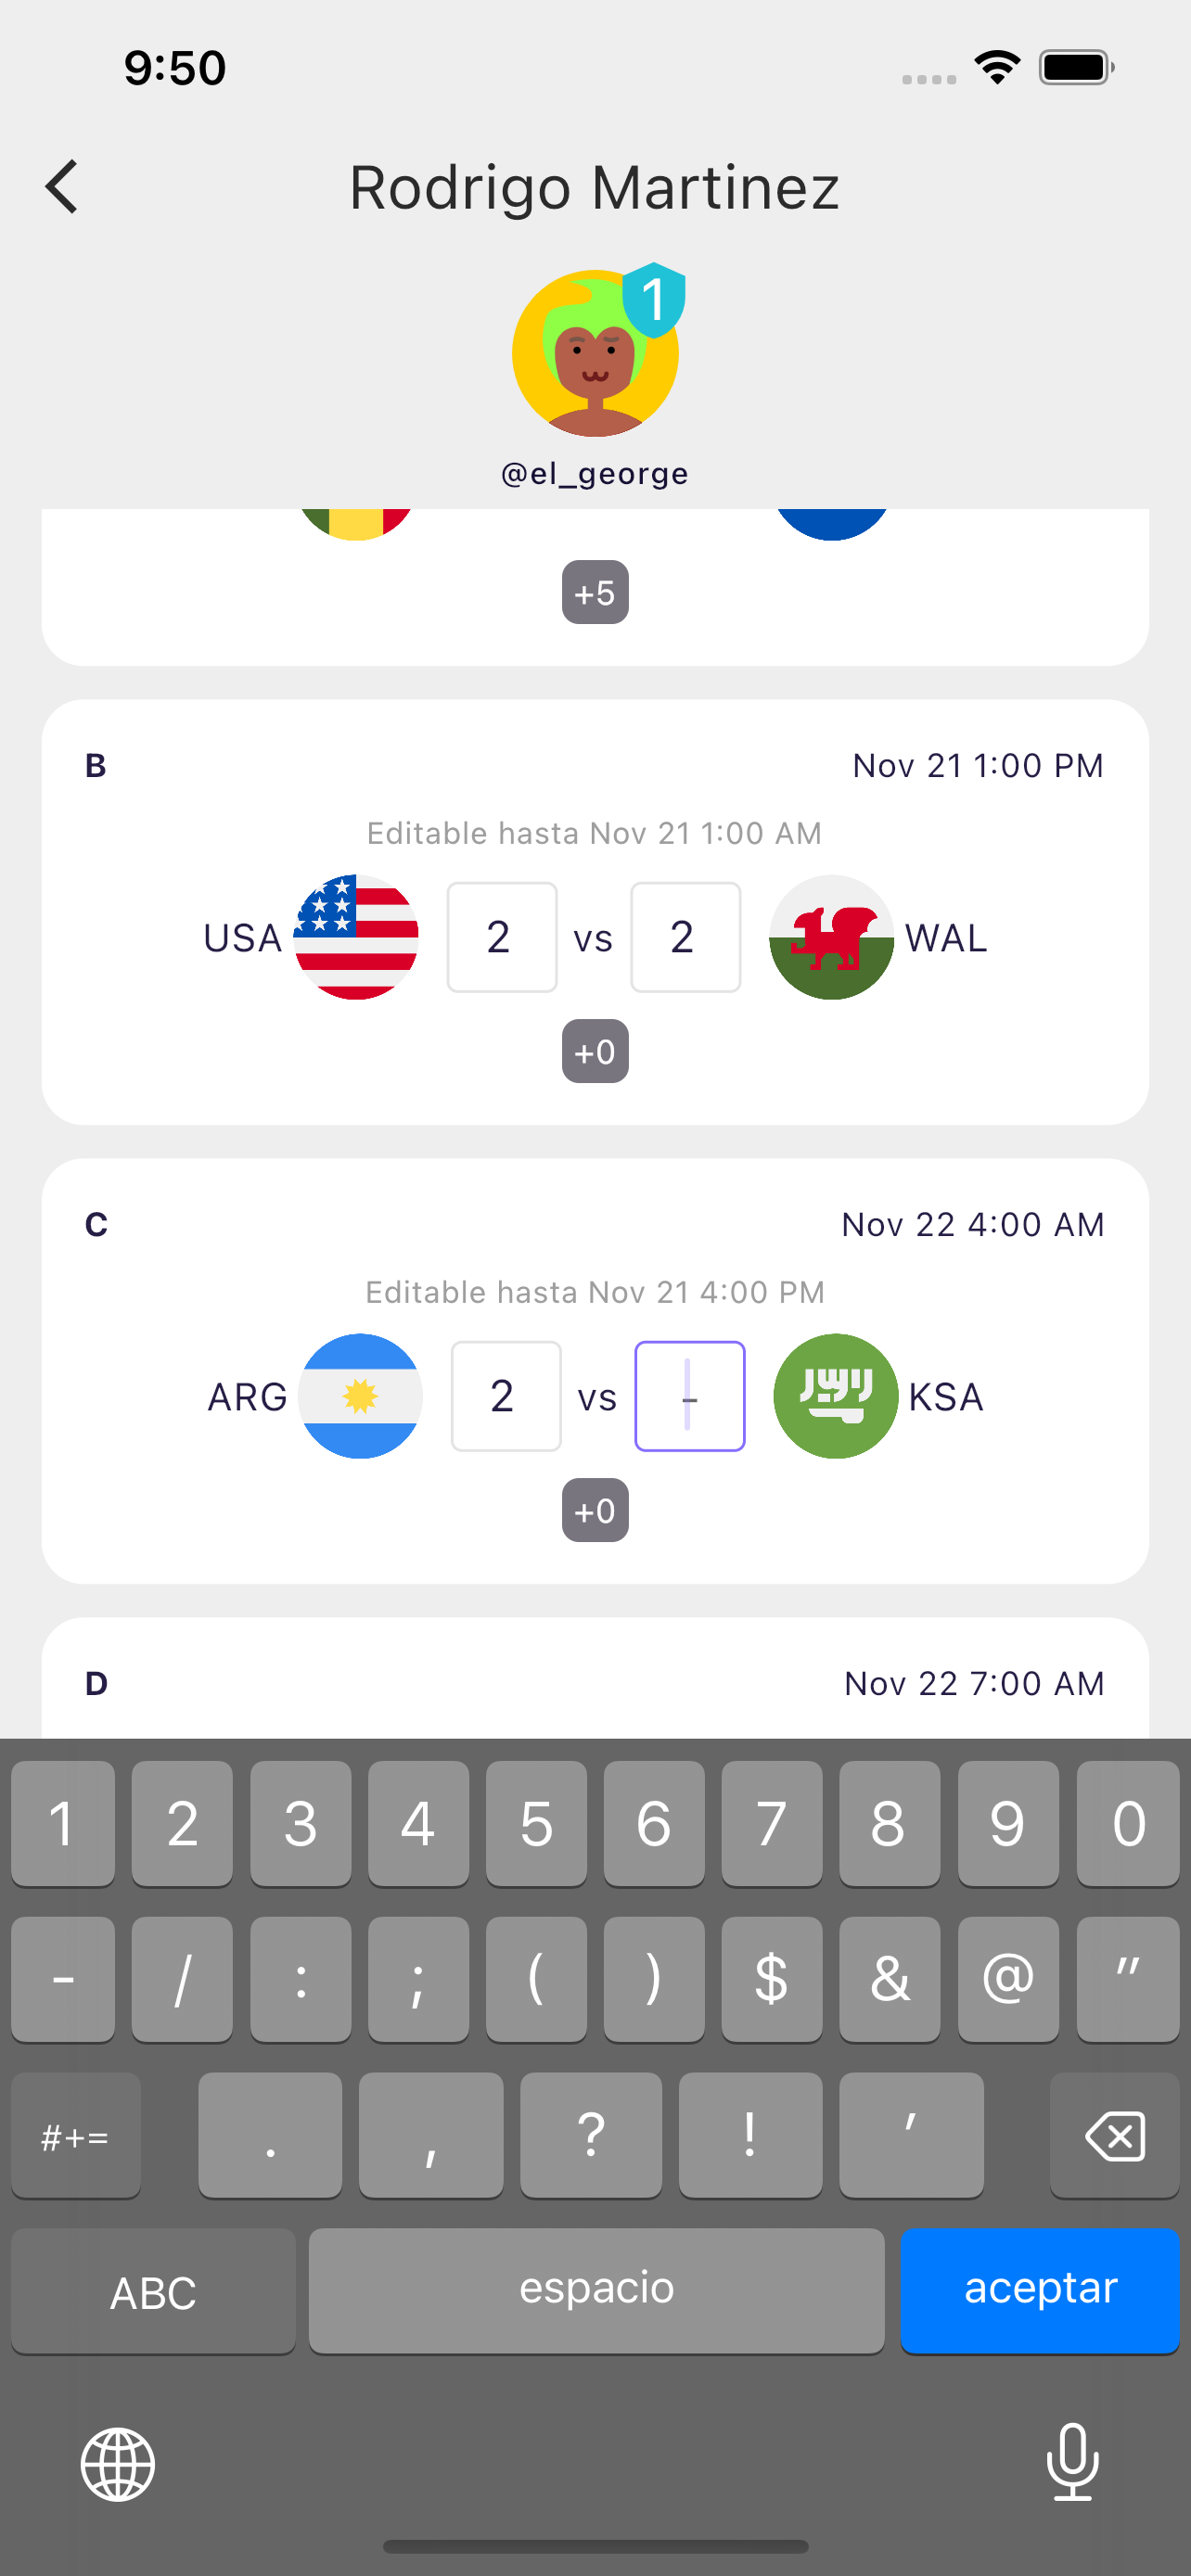 9:50
Rodrigo Martinez
1
@el_george
+5
B Nov 21 1:00 PM
Editable hasta Nov 21 1:00 AM
USA 2 vs 2 WAL
+0
C Nov 22 4:00 AM
Editable hasta Nov 21 4:00 PM
ARG 2 vs - KSA
+0
D Nov 22 7:00 AM
1 2 3 4 5 6 7 8 9 0
- / : ; ( ) $ & @ "
#+= . , ? ! '
ABC espacio aceptar